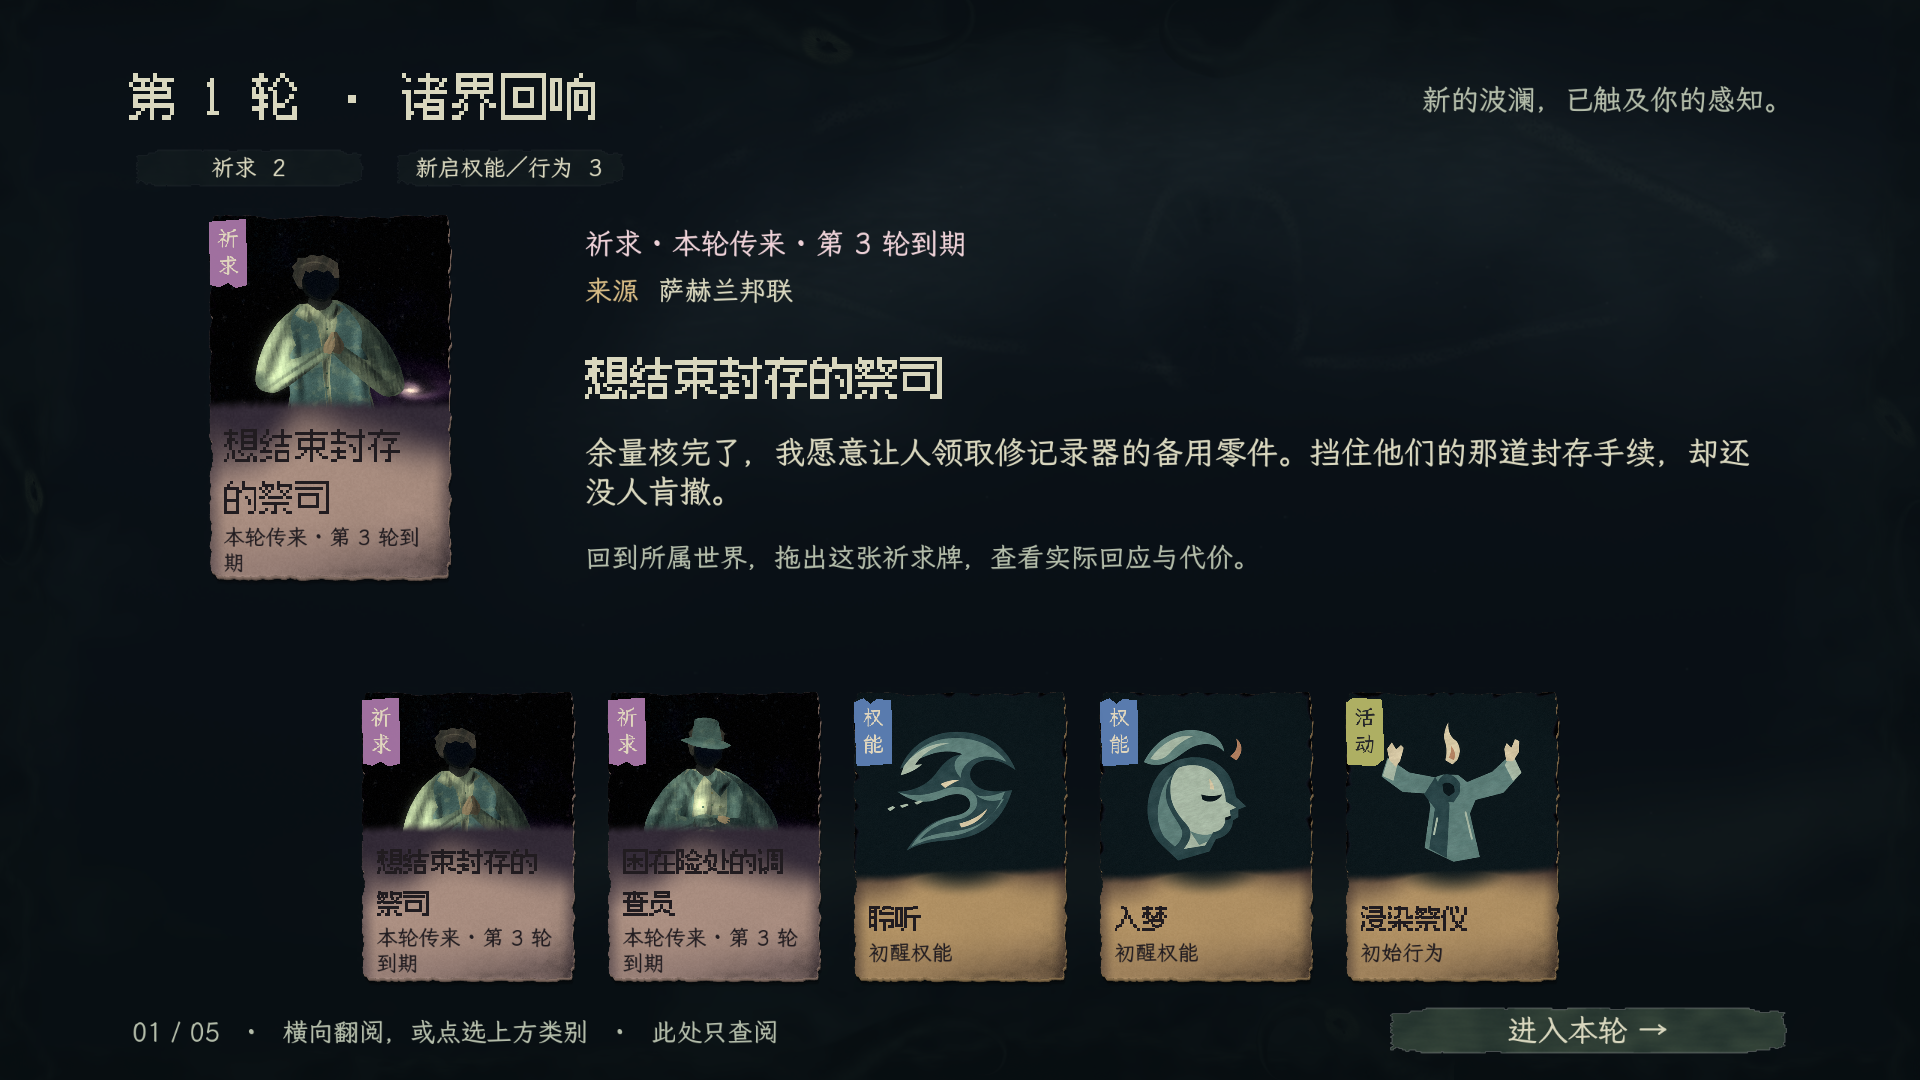 第 1 轮 · 诸界回响
新的波澜，已触及你的感知。
祈求 2
新启权能／行为 3
祈求
想结束封存
的祭司
本轮传来·第 3 轮到
期
祈求·本轮传来·第 3 轮到期
来源 萨赫兰邦联
想结束封存的祭司
余量核完了，我愿意让人领取修记录器的备用零件。挡住他们的那道封存手续，却还
没人肯撤。
回到所属世界，拖出这张祈求牌，查看实际回应与代价。
祈求
想结束封存的
祭司
本轮传来·第 3 轮
到期
祈求
困在险处的调
查员
本轮传来·第 3 轮
到期
权能
聆听
初醒权能
权能
入梦
初醒权能
活动
浸染祭仪
初始行为
01 / 05 · 横向翻阅，或点选上方类别 · 此处只查阅
进入本轮 →